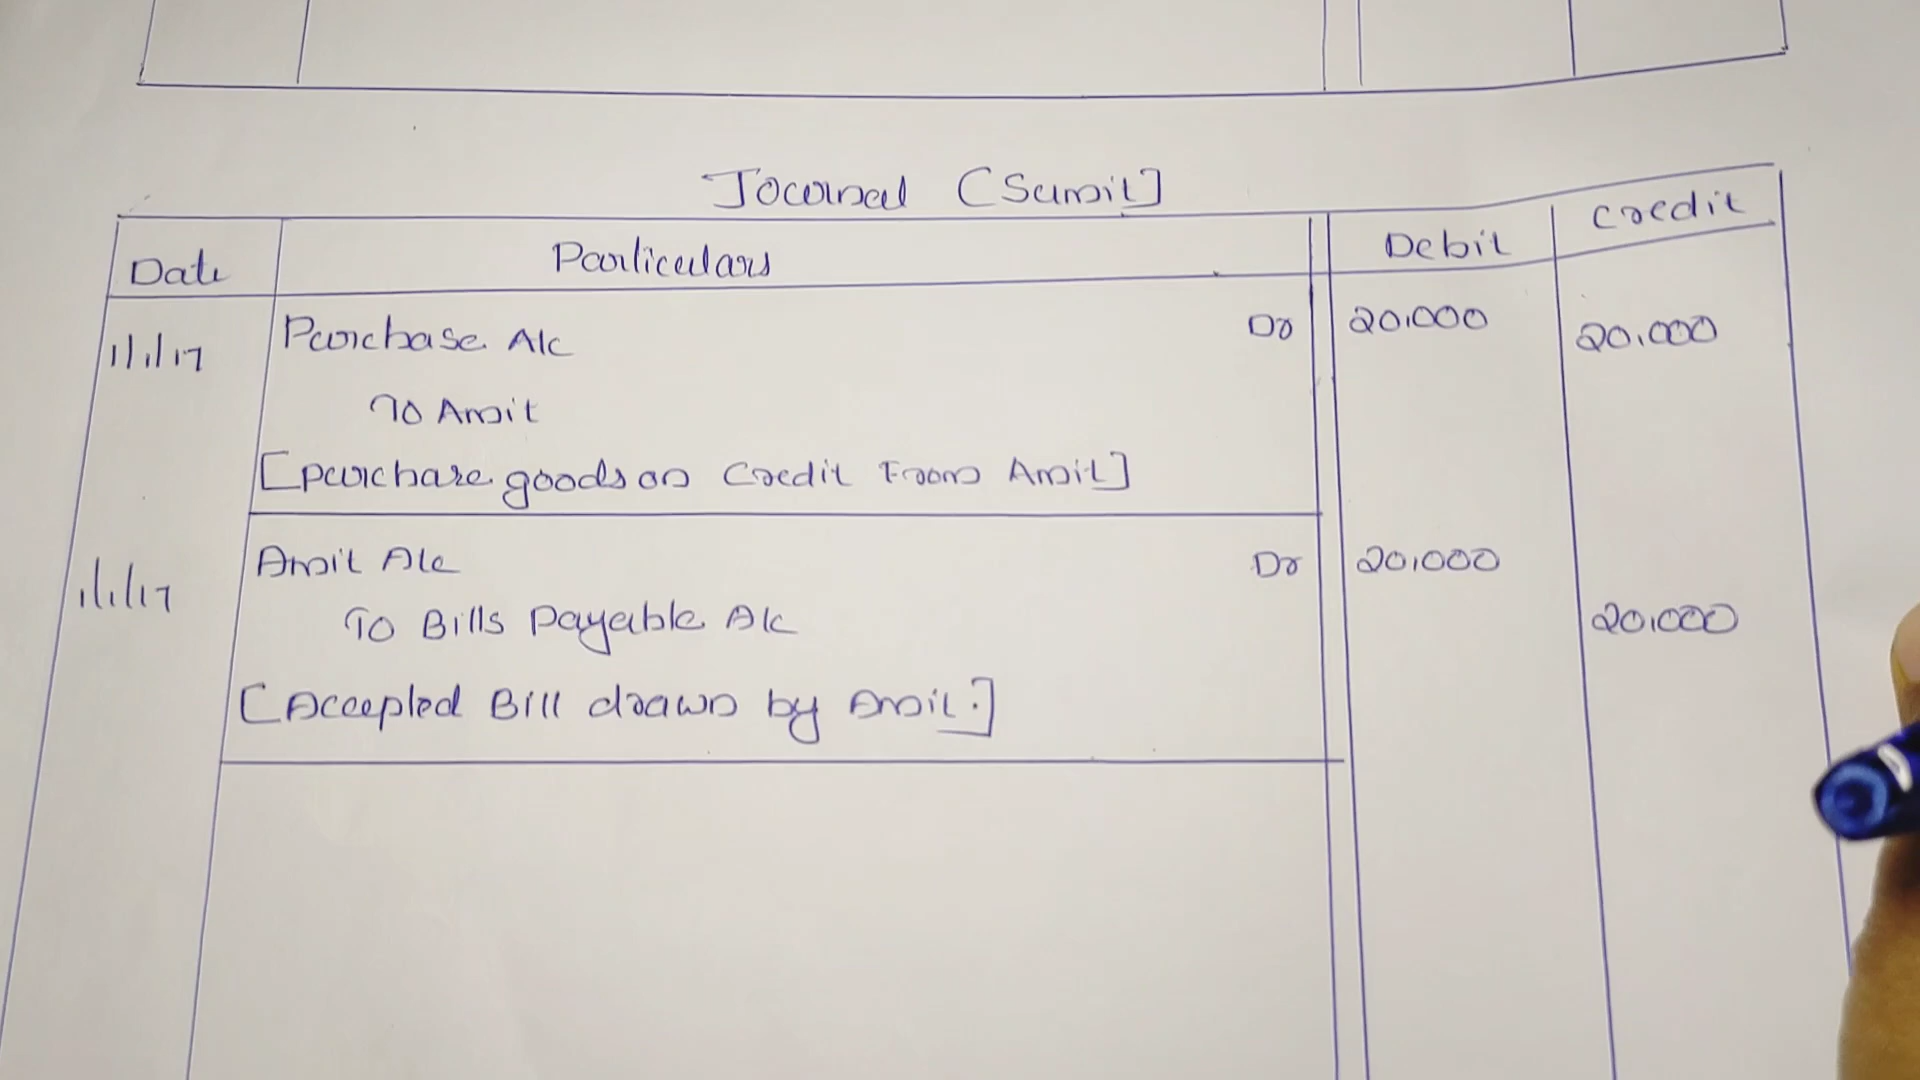 Journal (Sumit]
Date Particulars Debit Credit
1/1/17 Purchase A/c Dr 20,000 20,000
To Amit
[purchase goods on Credit From Amit]
1/1/17 Amit A/c Dr 20,000
To Bills Payable A/c 20,000
[Accepted Bill drawn by Amit.]